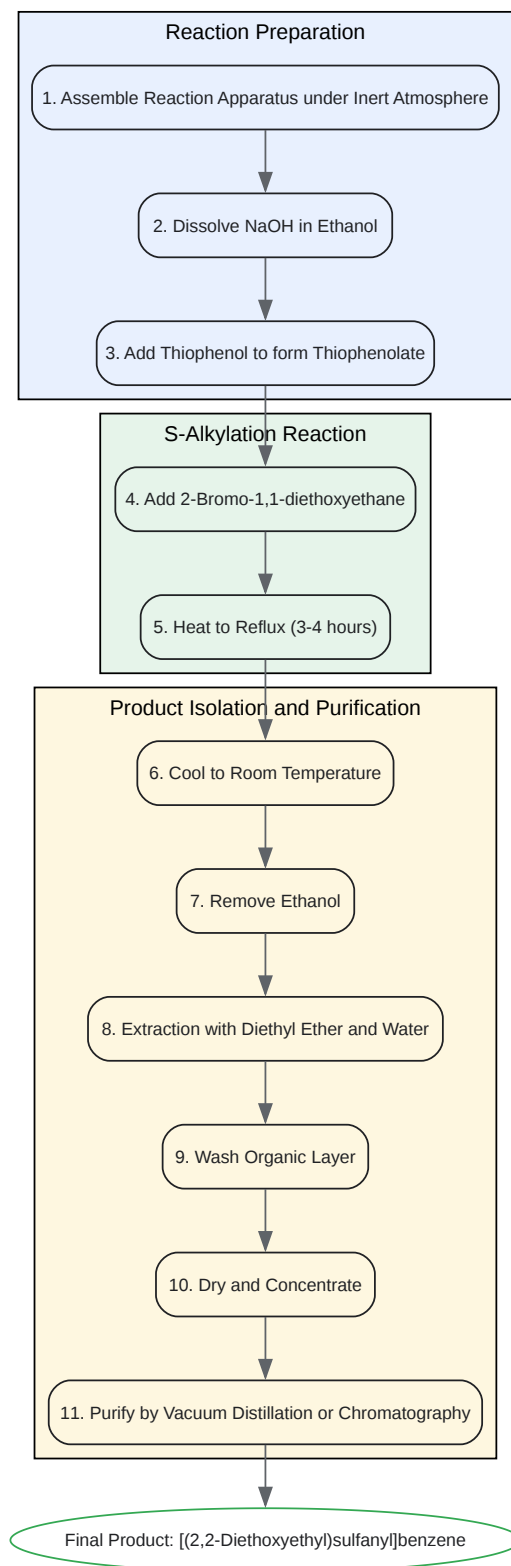 Reaction Preparation
1. Assemble Reaction Apparatus under Inert Atmosphere
2. Dissolve NaOH in Ethanol
3. Add Thiophenol to form Thiophenolate
S-Alkylation Reaction
4. Add 2-Bromo-1,1-diethoxyethane
5. Heat to Reflux (3-4 hours)
Product Isolation and Purification
6. Cool to Room Temperature
7. Remove Ethanol
8. Extraction with Diethyl Ether and Water
9. Wash Organic Layer
10. Dry and Concentrate
11. Purify by Vacuum Distillation or Chromatography
Final Product: [(2,2-Diethoxyethyl)sulfanyl]benzene